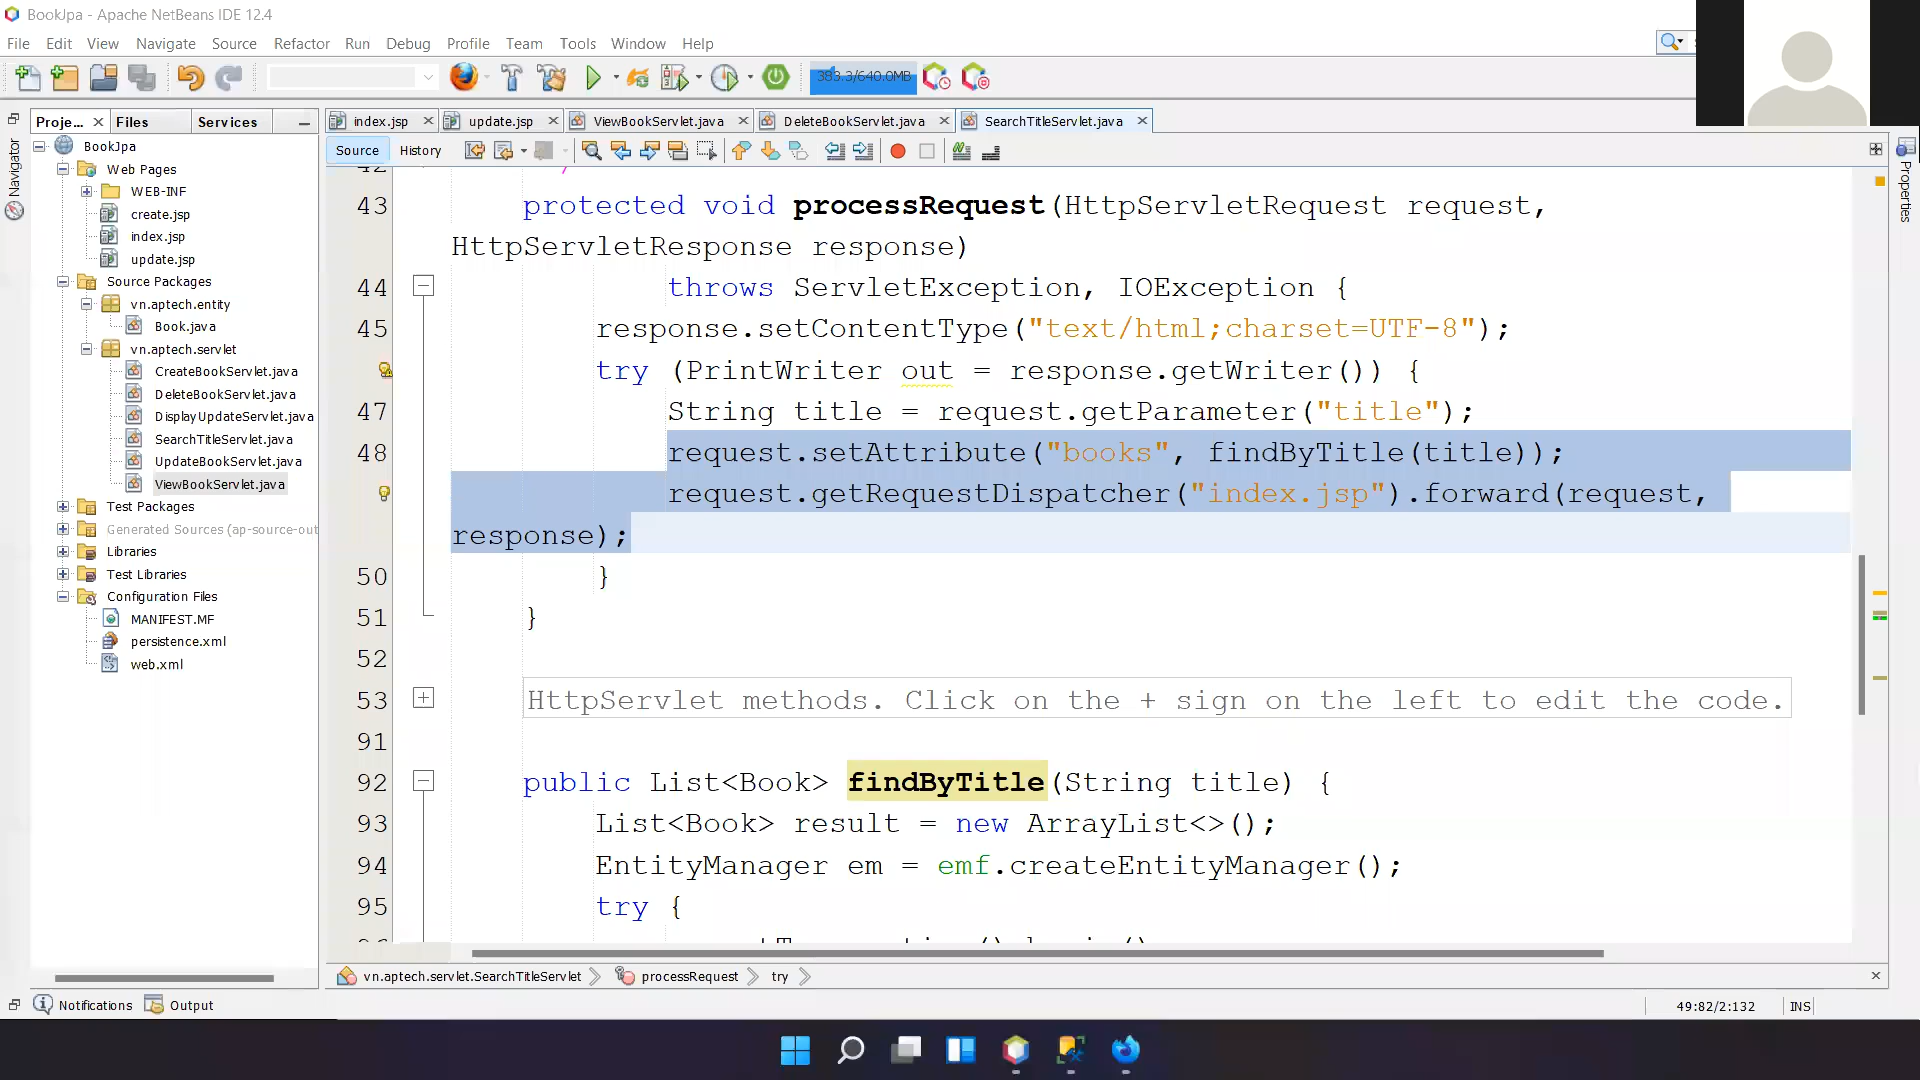 BookJpa - Apache NetBeans IDE 12.4
File Edit View Navigate Source Refactor Run Debug Profile Team Tools Window Help
383.3/640.0MB
Proje... Files Services
index.jsp update.jsp ViewBookServlet.java DeleteBookServlet.java SearchTitleServlet.java
Source History
Navigator
Properties
BookJpa
Web Pages
WEB-INF
create.jsp
index.jsp
update.jsp
Source Packages
vn.aptech.entity
Book.java
vn.aptech.servlet
CreateBookServlet.java
DeleteBookServlet.java
DisplayUpdateServlet.java
SearchTitleServlet.java
UpdateBookServlet.java
ViewBookServlet.java
Test Packages
Generated Sources (ap-source-out
Libraries
Test Libraries
Configuration Files
MANIFEST.MF
persistence.xml
web.xml
43 protected void processRequest(HttpServletRequest request,
HttpServletResponse response)
44 throws ServletException, IOException {
45 response.setContentType("text/html;charset=UTF-8");
try (PrintWriter out = response.getWriter()) {
47 String title = request.getParameter("title");
48 request.setAttribute("books", findByTitle(title));
request.getRequestDispatcher("index.jsp").forward(request,
response);
50 }
51 }
52
53 HttpServlet methods. Click on the + sign on the left to edit the code.
91
92 public List<Book> findByTitle(String title) {
93 List<Book> result = new ArrayList<>();
94 EntityManager em = emf.createEntityManager();
95 try {
vn.aptech.servlet.SearchTitleServlet processRequest try
Notifications Output
49:82/2:132 INS